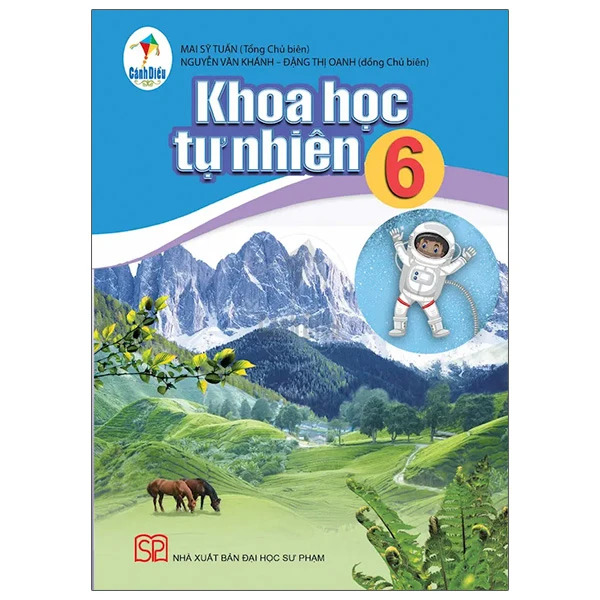 Cánh Diều
MAI SỸ TUẤN (Tổng Chủ biên)
NGUYỄN VĂN KHÁNH – ĐẶNG THỊ OANH (đồng Chủ biên)
Khoa học
tự nhiên 6
SP
NHÀ XUẤT BẢN ĐẠI HỌC SƯ PHẠM